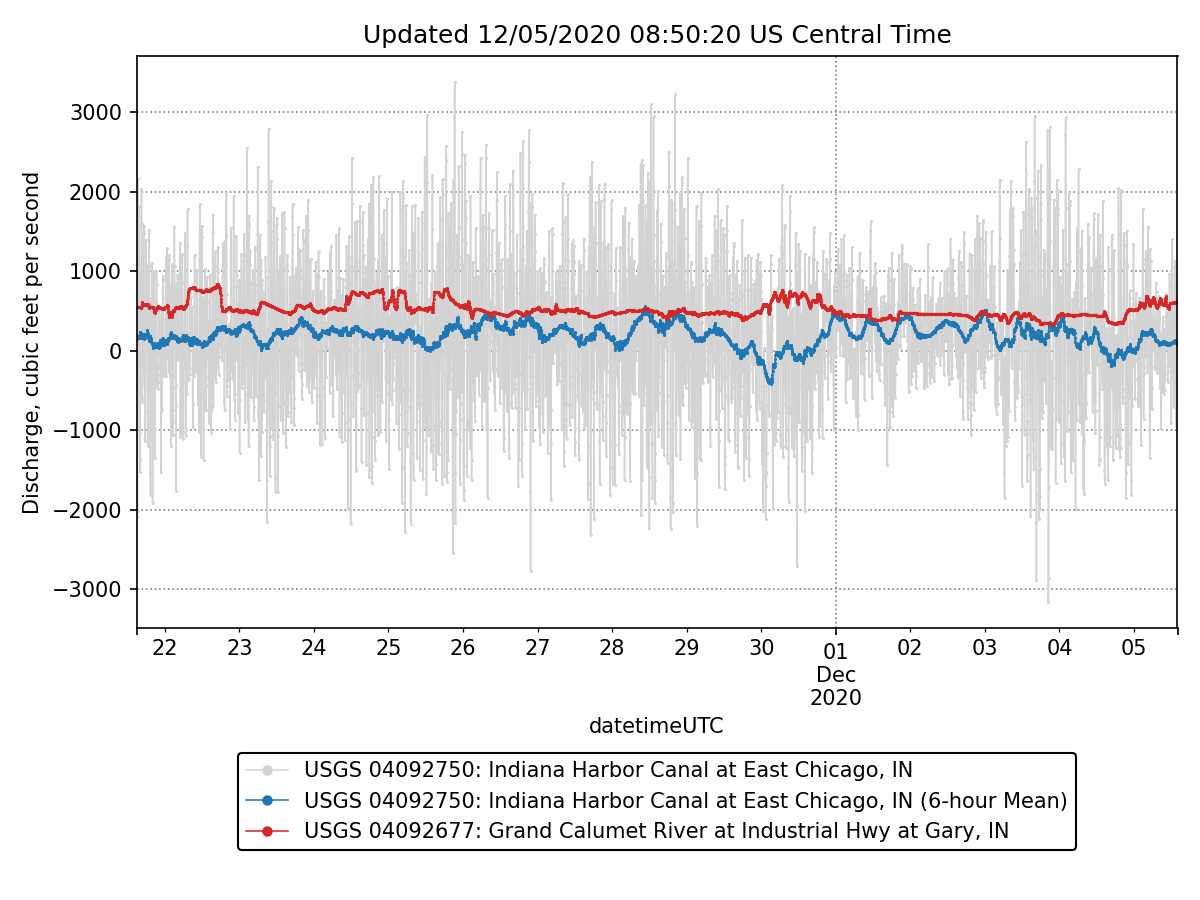 Updated 12/05/2020 08:50:20 US Central Time
Discharge, cubic feet per second
3000
2000
1000
0
−1000
−2000
−3000
22 23 24 25 26 27 28 29 30 01 02 03 04 05
Dec
2020
datetimeUTC
USGS 04092750: Indiana Harbor Canal at East Chicago, IN
USGS 04092750: Indiana Harbor Canal at East Chicago, IN (6-hour Mean)
USGS 04092677: Grand Calumet River at Industrial Hwy at Gary, IN